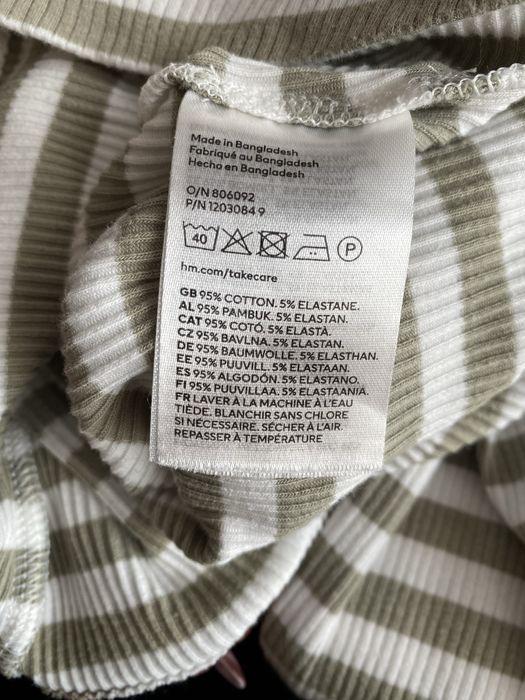 Made in Bangladesh
Fabriqué au Bangladesh
Hecho en Bangladesh
O/N 806092
P/N 1203084 9
40 P
hm.com/takecare
GB 95% COTTON. 5% ELASTANE.
AL 95% PAMBUK. 5% ELASTAN.
CAT 95% COTÓ. 5% ELASTÀ.
CZ 95% BAVLNA. 5% ELASTAN.
DE 95% BAUMWOLLE. 5% ELASTHAN.
EE 95% PUUVILL. 5% ELASTAAN.
ES 95% ALGODÓN. 5% ELASTANO.
FI 95% PUUVILLAA. 5% ELASTAANIA.
FR LAVER À LA MACHINE À L'EAU
TIÈDE. BLANCHIR SANS CHLORE
SI NÉCESSAIRE. SÉCHER À L'AIR.
REPASSER À TEMPÉRATURE